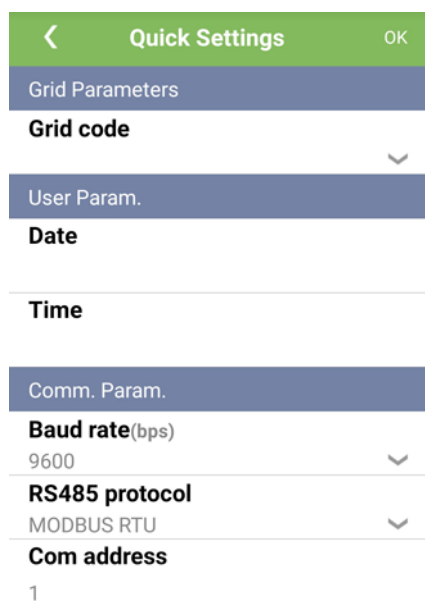 Quick Settings OK
Grid Parameters
Grid code
User Param.
Date
Time
Comm. Param.
Baud rate(bps)
9600
RS485 protocol
MODBUS RTU
Com address
1